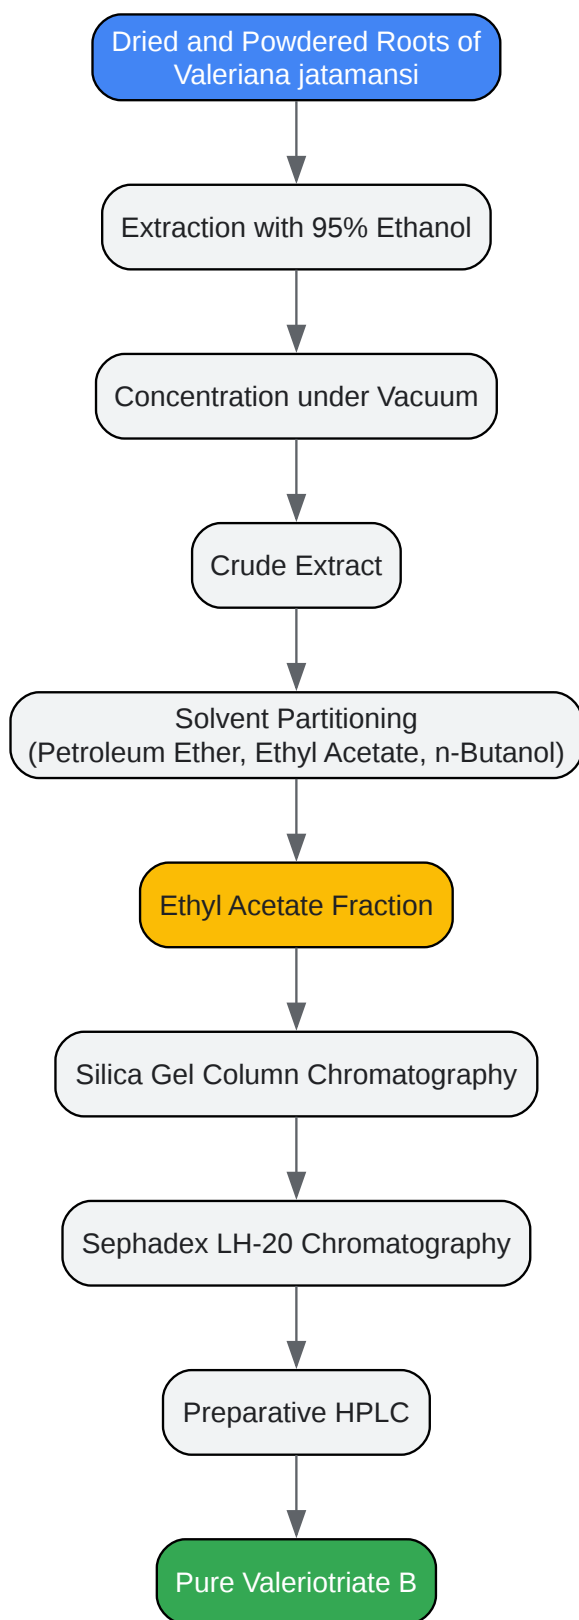 Dried and Powdered Roots of
Valeriana jatamansi
Extraction with 95% Ethanol
Concentration under Vacuum
Crude Extract
Solvent Partitioning
(Petroleum Ether, Ethyl Acetate, n-Butanol)
Ethyl Acetate Fraction
Silica Gel Column Chromatography
Sephadex LH-20 Chromatography
Preparative HPLC
Pure Valeriotriate B